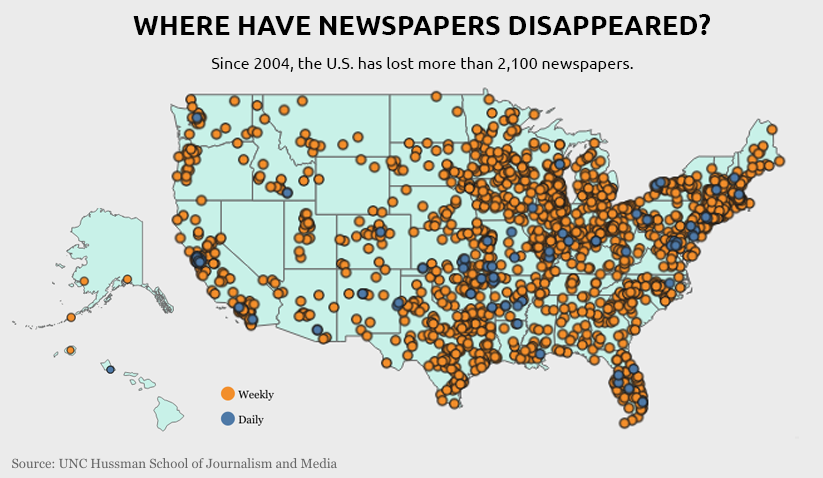 WHERE HAVE NEWSPAPERS DISAPPEARED?
Since 2004, the U.S. has lost more than 2,100 newspapers.
Weekly
Daily
Source: UNC Hussman School of Journalism and Media